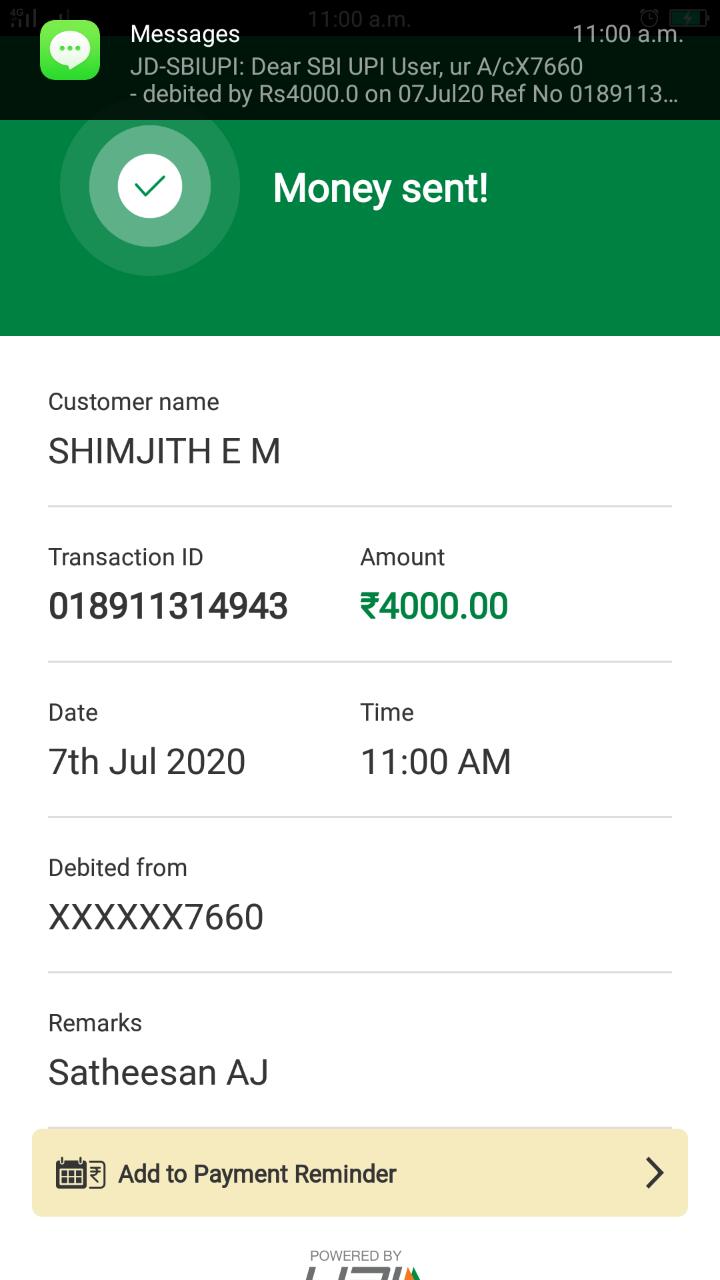 4G 11:00 a.m.
Messages 11:00 a.m.
JD-SBIUPI: Dear SBI UPI User, ur A/cX7660
- debited by Rs4000.0 on 07Jul20 Ref No 0189113…
Money sent!
Customer name
SHIMJITH E M
Transaction ID Amount
018911314943 ₹4000.00
Date Time
7th Jul 2020 11:00 AM
Debited from
XXXXXX7660
Remarks
Satheesan AJ
Add to Payment Reminder
POWERED BY
UPI